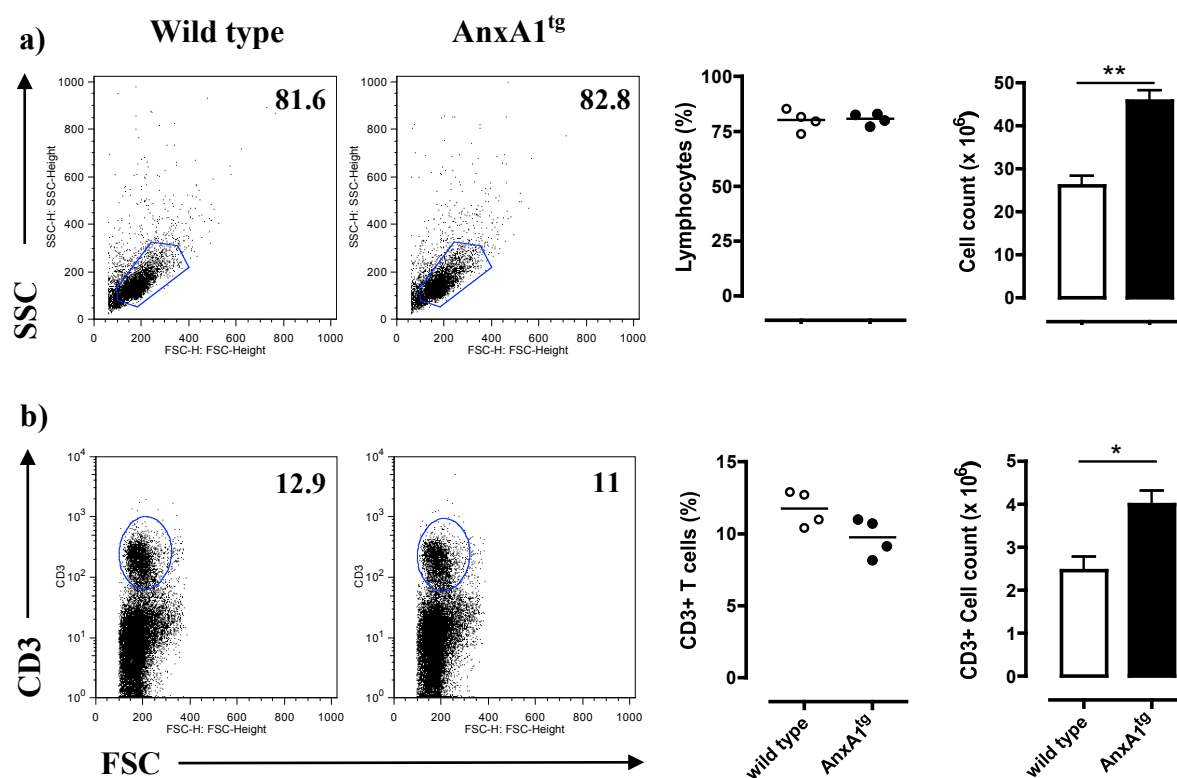 a)
Wild type
AnxA1tg
SSC
SSC-H: SSC-Height
1000
800
600
400
200
0
81.6
0 200 400 600 800 1000
FSC-H: FSC-Height
SSC-H: SSC-Height
1000
800
600
400
200
0
82.8
0 200 400 600 800 1000
FSC-H: FSC-Height
Lymphocytes (%)
100
75
50
25
0
Cell count (x 10⁶)
50
40
30
20
10
0
**
b)
CD3
CD3
10⁴
10³
10²
10¹
10⁰
12.9
0 200 400 600 800 1000
FSC-H: FSC-Height
CD3
10⁴
10³
10²
10¹
10⁰
11
0 200 400 600 800 1000
FSC-H: FSC-Height
FSC
CD3+ T cells (%)
15
10
5
0
wild type
AnxA1tg
CD3+ Cell count (x 10⁶)
5
4
3
2
1
0
*
wild type
AnxA1tg